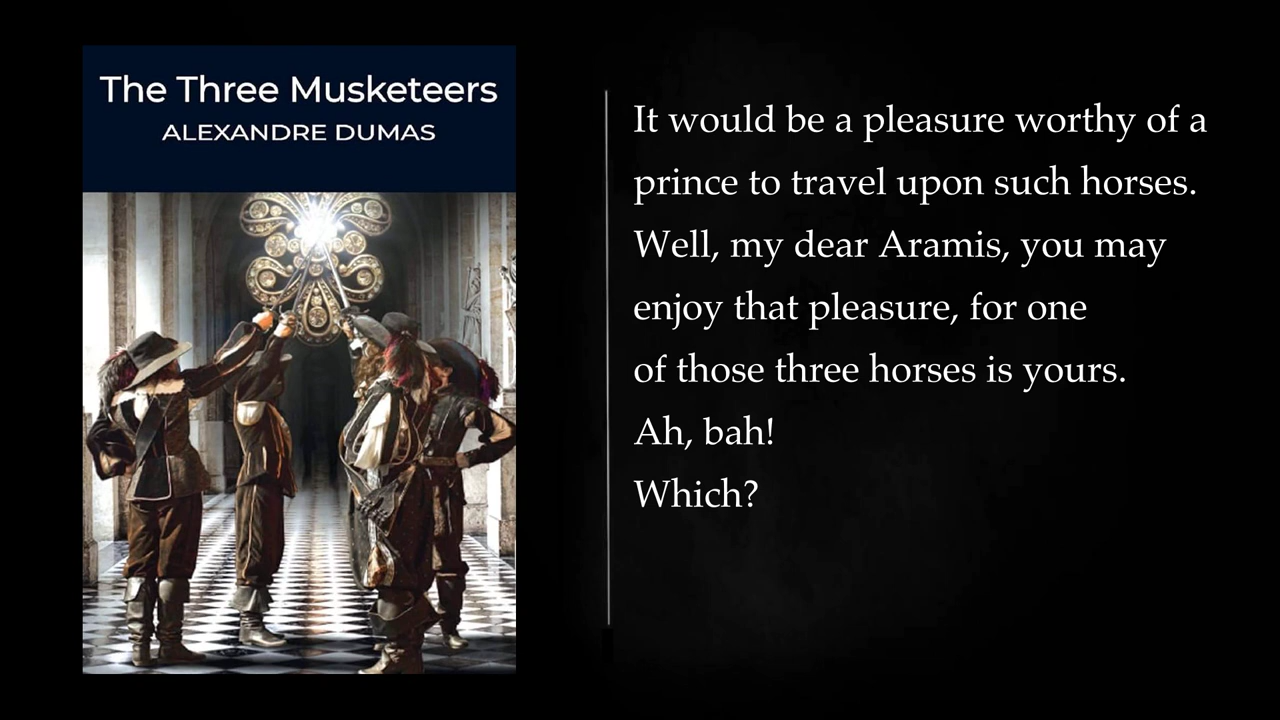 The Three Musketeers
ALEXANDRE DUMAS
It would be a pleasure worthy of a
prince to travel upon such horses.
Well, my dear Aramis, you may
enjoy that pleasure, for one
of those three horses is yours.
Ah, bah!
Which?